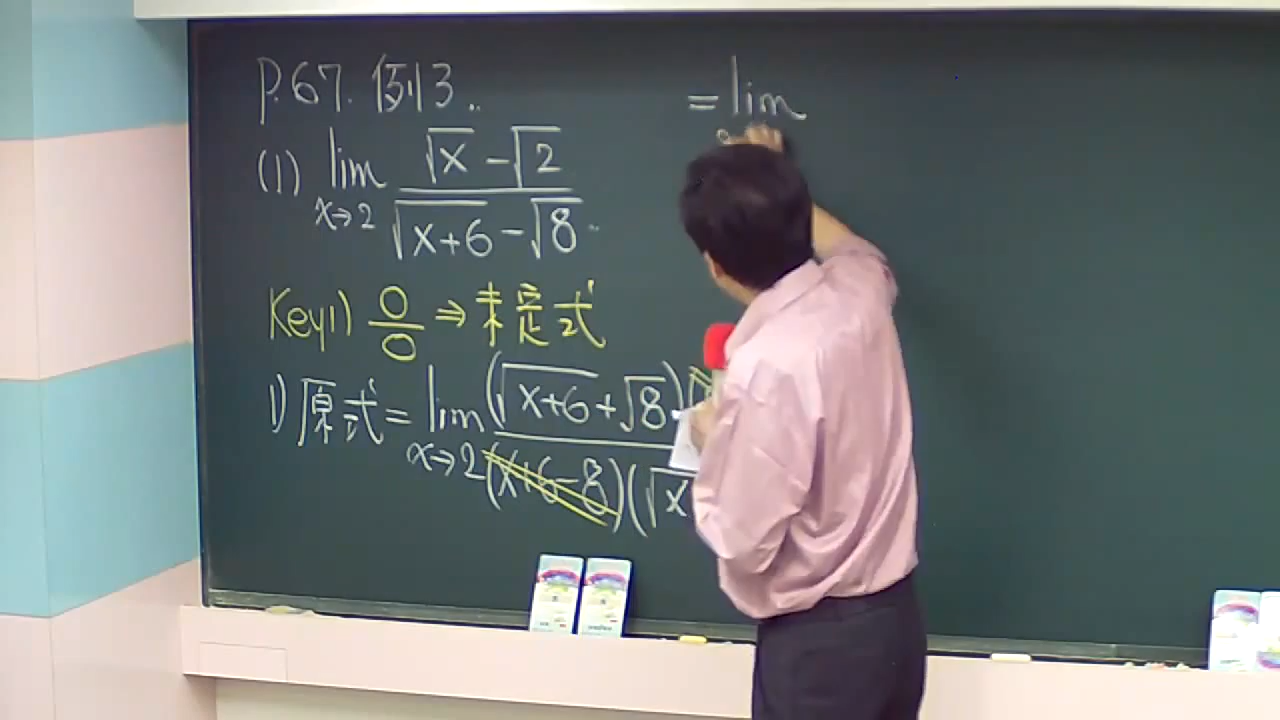 P.67. 例3.
(1) lim x→2 (√x − √2) / (√(x+6) − √8)
Key1) 0/0 ⇒ 未定式
1) 原式 = lim x→2 (√(x+6) + √8) / (x+6−8)(√x
= lim